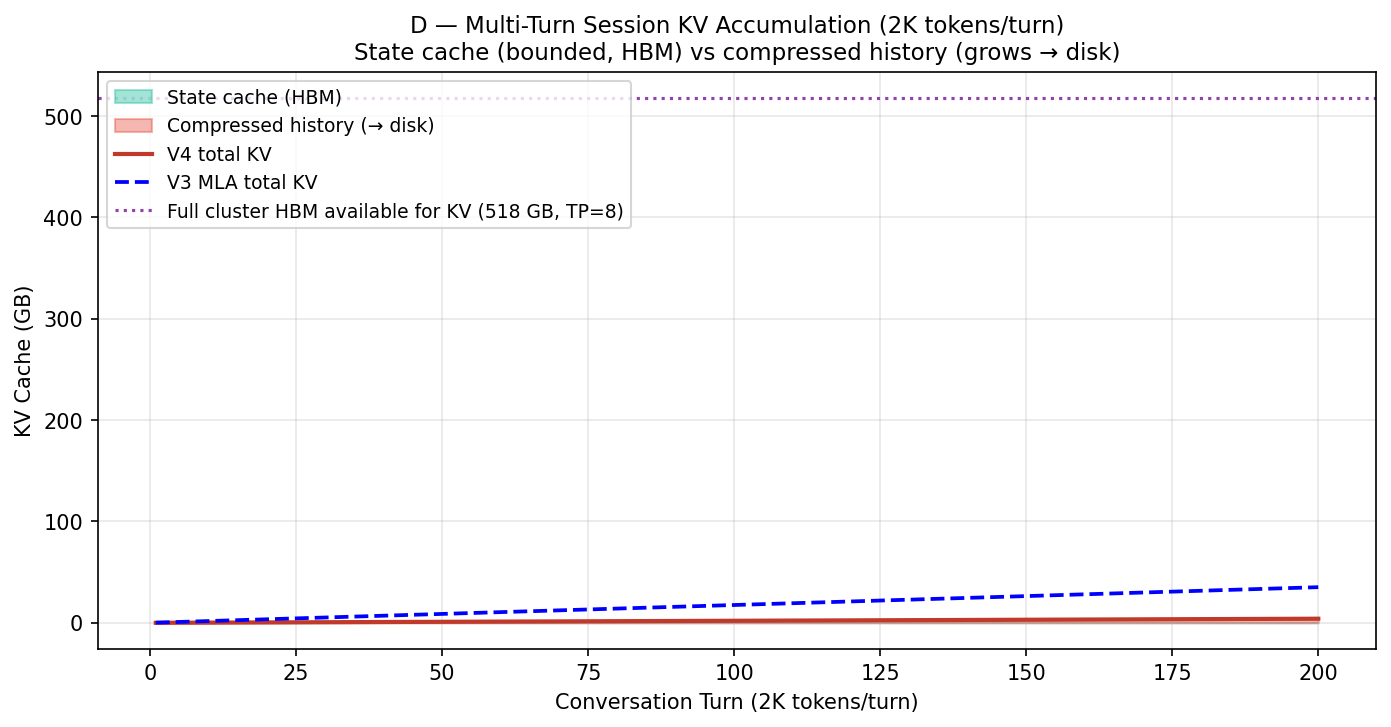 D — Multi-Turn Session KV Accumulation (2K tokens/turn)
State cache (bounded, HBM) vs compressed history (grows → disk)
State cache (HBM)
Compressed history (→ disk)
V4 total KV
V3 MLA total KV
Full cluster HBM available for KV (518 GB, TP=8)
KV Cache (GB)
500
400
300
200
100
0
0 25 50 75 100 125 150 175 200
Conversation Turn (2K tokens/turn)